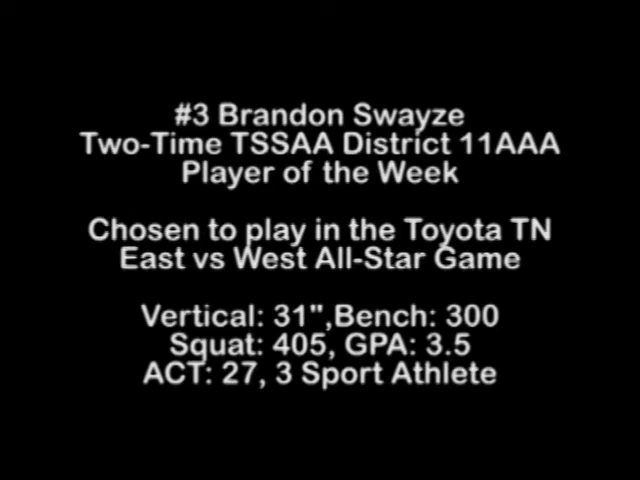 #3 Brandon Swayze
Two-Time TSSAA District 11AAA
Player of the Week
Chosen to play in the Toyota TN
East vs West All-Star Game
Vertical: 31",Bench: 300
Squat: 405, GPA: 3.5
ACT: 27, 3 Sport Athlete